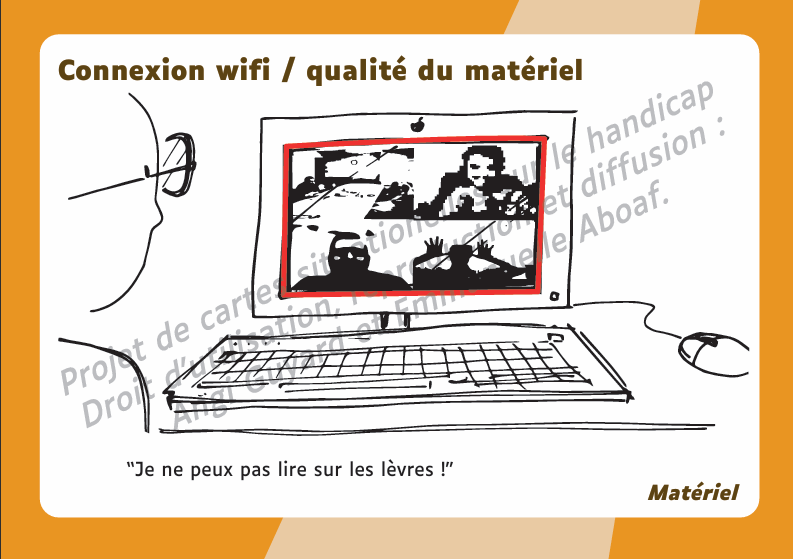 Connexion wifi / qualité du matériel
Projet de cartes situationnelles sur le handicap
Droit d'utilisation, reproduction et diffusion :
Angi Guyard et Emmanuelle Aboaf.
“Je ne peux pas lire sur les lèvres !”
Matériel